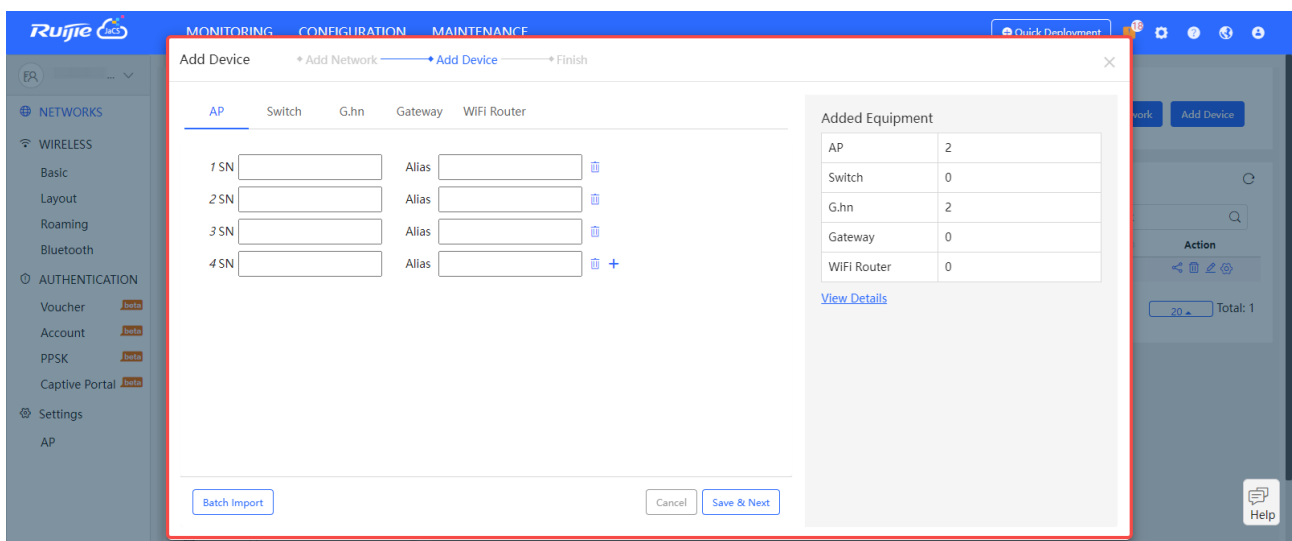 Ruijie JaCS MONITORING CONFIGURATION MAINTENANCE Quick Deployment 18
Add Device Add Network Add Device Finish
FR ...
NETWORKS
WIRELESS
Basic
Layout
Roaming
Bluetooth
AUTHENTICATION
Voucher beta
Account beta
PPSK beta
Captive Portal beta
Settings
AP
AP Switch G.hn Gateway WiFi Router
1 SN Alias
2 SN Alias
3 SN Alias
4 SN Alias
Batch Import Cancel Save & Next
Added Equipment
AP 2
Switch 0
G.hn 2
Gateway 0
WiFi Router 0
View Details
Add Device
Action
20 Total: 1
Help